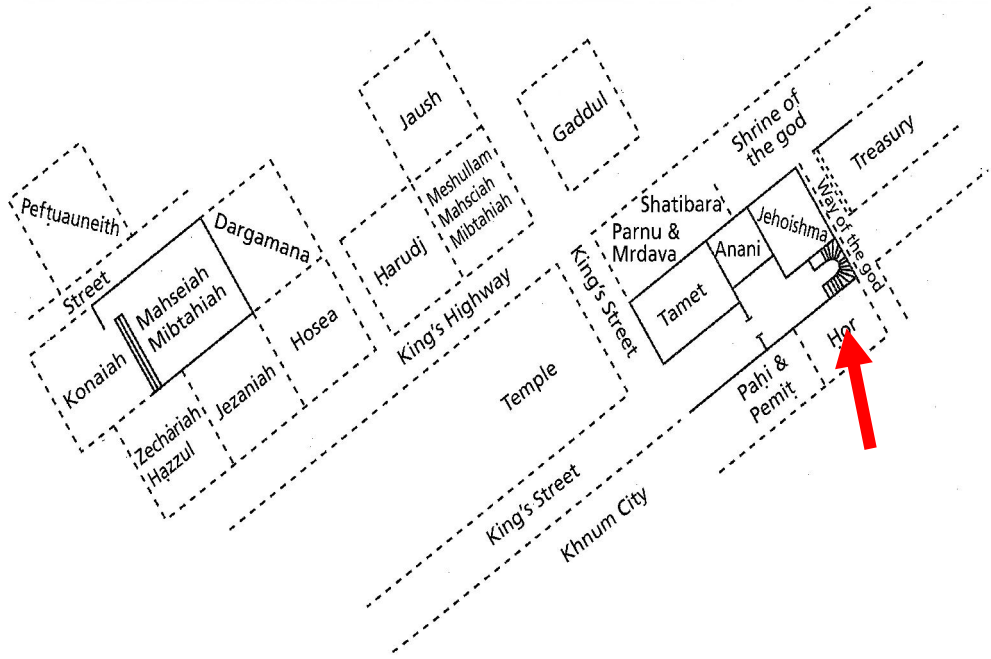 Jaush
Gaddul
Shrine of
the god
Treasury
Peftuauneith
Dargamana
Meshullam
Mahsciah
Mibtahiah
Harudj
Shatibara
Parnu &
Mrdava
Anani
Jehoishma
Way of the god
Street
Mahseiah
Mibtahiah
Hosea
King's Highway
King's Street
Tamet
Hor
Konaiah
Jezaniah
Zechariah
Hazzul
Temple
Pahi &
Pemit
King's Street
Khnum City